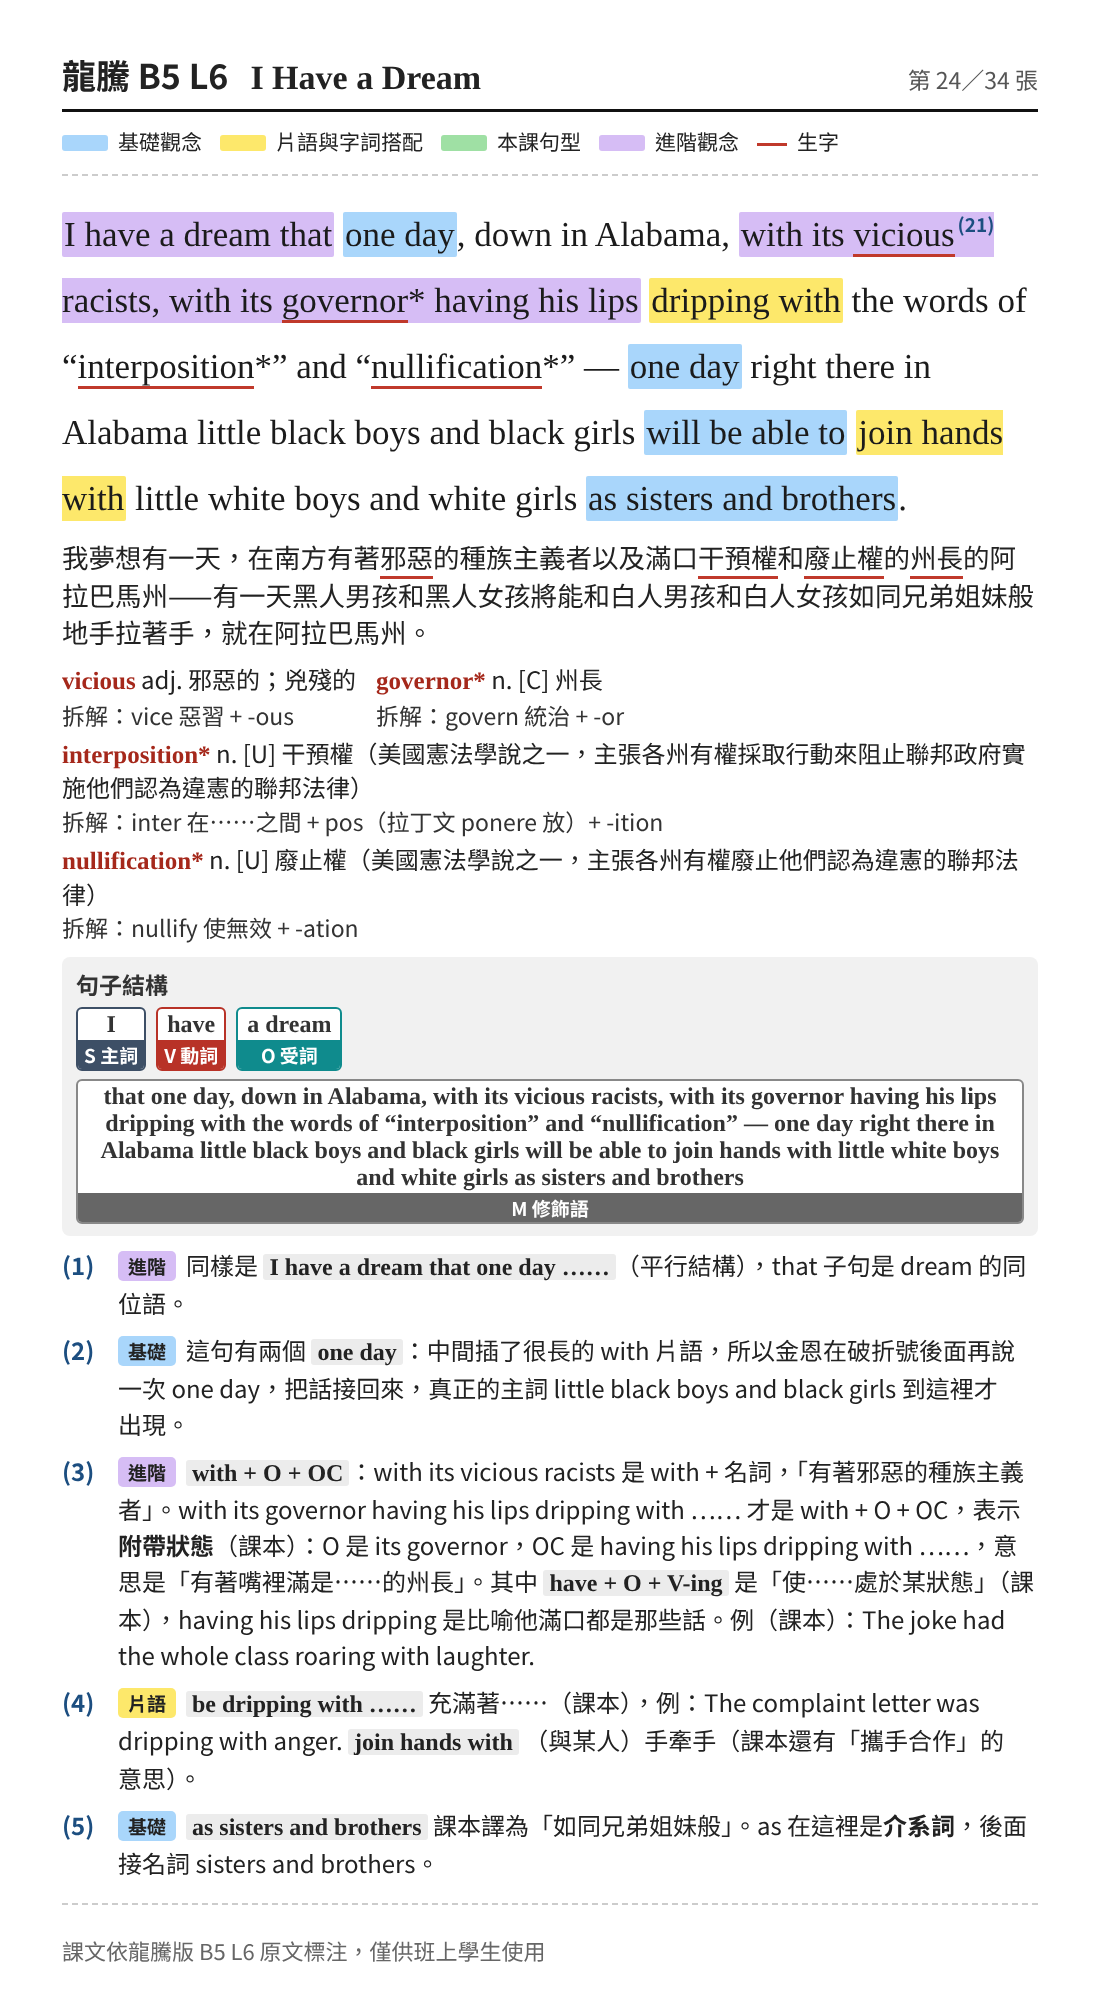 龍騰 B5 L6 I Have a Dream 第 24／34 張
基礎觀念 片語與字詞搭配 本課句型 進階觀念 生字
I have a dream that one day, down in Alabama, with its vicious(21)
racists, with its governor* having his lips dripping with the words of
“interposition*” and “nullification*” — one day right there in
Alabama little black boys and black girls will be able to join hands
with little white boys and white girls as sisters and brothers.
我夢想有一天，在南方有著邪惡的種族主義者以及滿口干預權和廢止權的州長的阿
拉巴馬州——有一天黑人男孩和黑人女孩將能和白人男孩和白人女孩如同兄弟姐妹般
地手拉著手，就在阿拉巴馬州。
vicious adj. 邪惡的；兇殘的 governor* n. [C] 州長
拆解：vice 惡習 + -ous 拆解：govern 統治 + -or
interposition* n. [U] 干預權（美國憲法學說之一，主張各州有權採取行動來阻止聯邦政府實
施他們認為違憲的聯邦法律）
拆解：inter 在……之間 + pos（拉丁文 ponere 放）+ -ition
nullification* n. [U] 廢止權（美國憲法學說之一，主張各州有權廢止他們認為違憲的聯邦法
律）
拆解：nullify 使無效 + -ation
句子結構
I have a dream
S 主詞 V 動詞 O 受詞
that one day, down in Alabama, with its vicious racists, with its governor having his lips
dripping with the words of “interposition” and “nullification” — one day right there in
Alabama little black boys and black girls will be able to join hands with little white boys
and white girls as sisters and brothers
M 修飾語
(1) 進階 同樣是 I have a dream that one day ……（平行結構），that 子句是 dream 的同
位語。
(2) 基礎 這句有兩個 one day：中間插了很長的 with 片語，所以金恩在破折號後面再說
一次 one day，把話接回來，真正的主詞 little black boys and black girls 到這裡才
出現。
(3) 進階 with + O + OC：with its vicious racists 是 with + 名詞，「有著邪惡的種族主義
者」。with its governor having his lips dripping with …… 才是 with + O + OC，表示
附帶狀態（課本）：O 是 its governor，OC 是 having his lips dripping with ……，意
思是「有著嘴裡滿是……的州長」。其中 have + O + V-ing 是「使……處於某狀態」（課
本），having his lips dripping 是比喻他滿口都是那些話。例（課本）：The joke had
the whole class roaring with laughter.
(4) 片語 be dripping with …… 充滿著……（課本），例：The complaint letter was
dripping with anger. join hands with （與某人）手牽手（課本還有「攜手合作」的
意思）。
(5) 基礎 as sisters and brothers 課本譯為「如同兄弟姐妹般」。as 在這裡是介系詞，後面
接名詞 sisters and brothers。
課文依龍騰版 B5 L6 原文標注，僅供班上學生使用